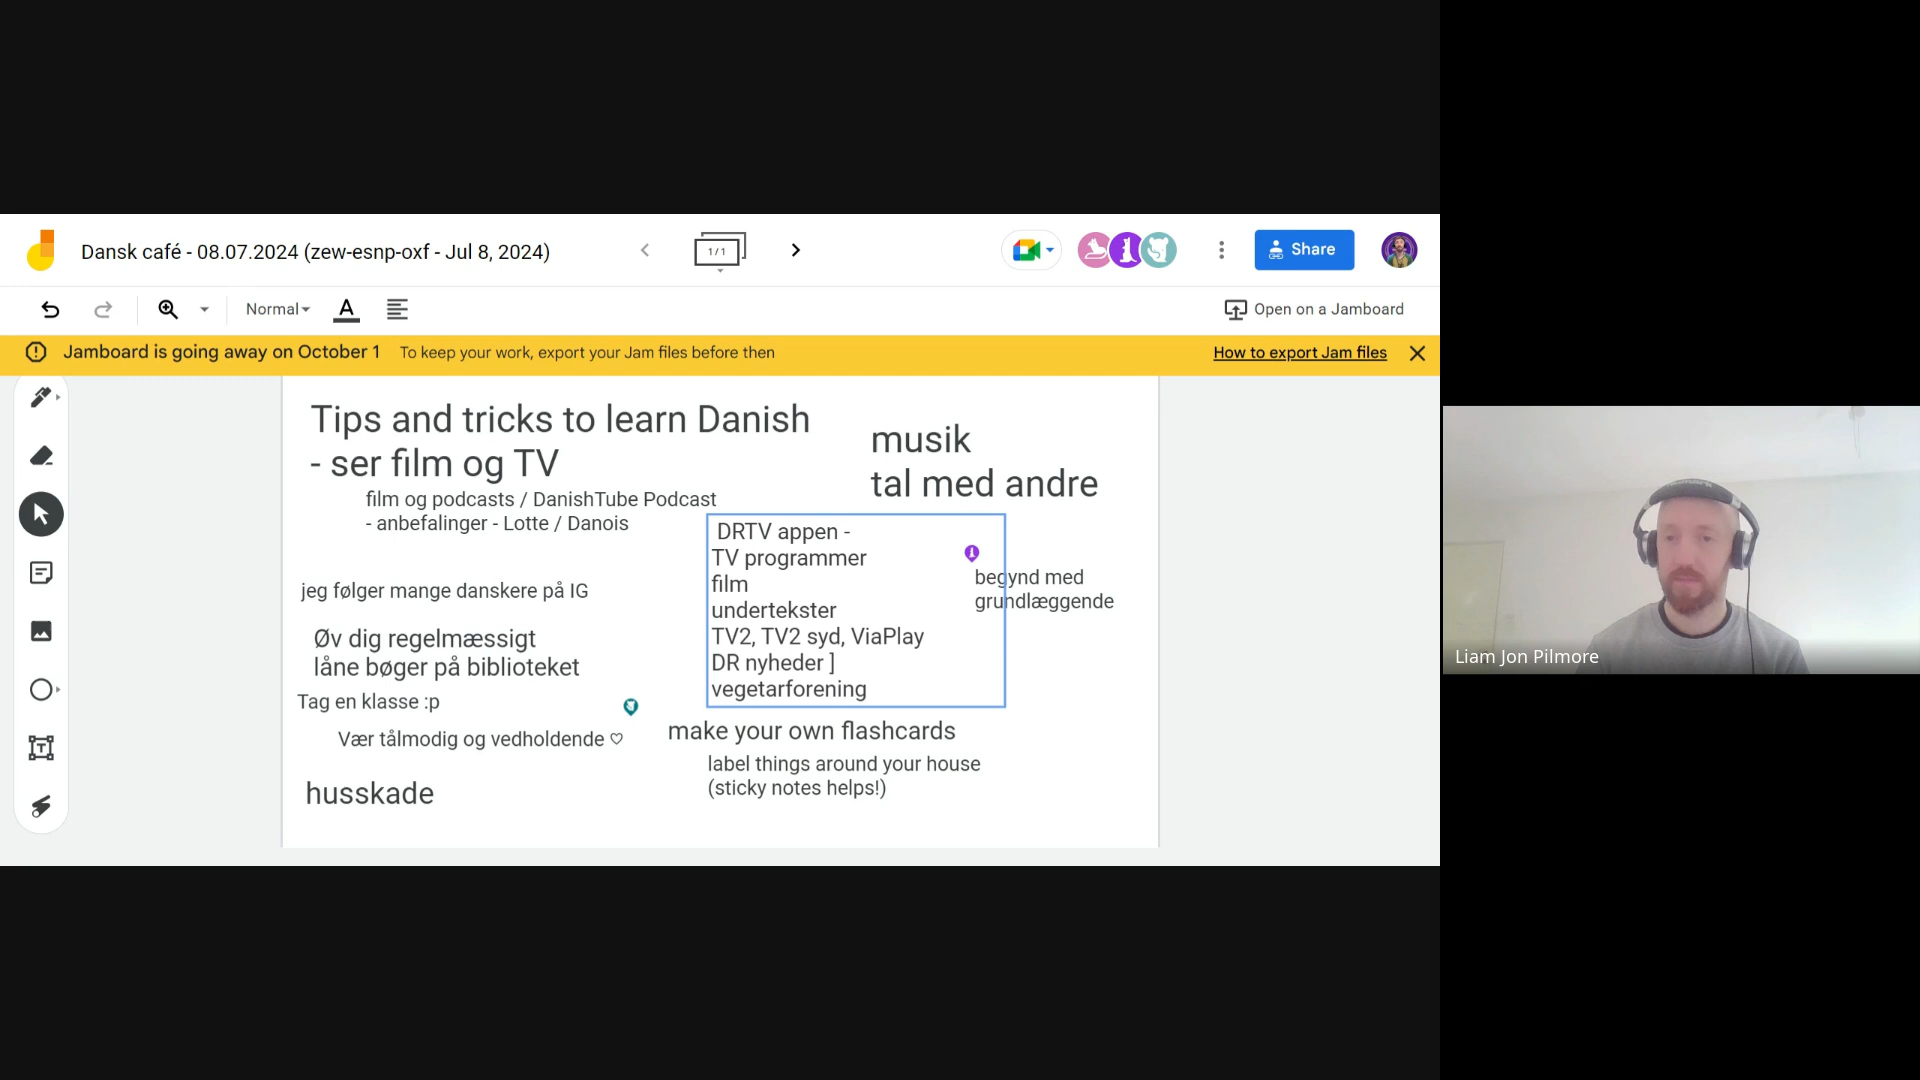 Dansk café - 08.07.2024 (zew-esnp-oxf - Jul 8, 2024)
1/1
Share
Normal
A
Open on a Jamboard
Jamboard is going away on October 1 To keep your work, export your Jam files before then
How to export Jam files
Tips and tricks to learn Danish
- ser film og TV
film og podcasts / DanishTube Podcast
- anbefalinger - Lotte / Danois
musik
tal med andre
DRTV appen -
TV programmer
film
undertekster
TV2, TV2 syd, ViaPlay
DR nyheder ]
vegetarforening
begynd med
grundlæggende
jeg følger mange danskere på IG
Øv dig regelmæssigt
låne bøger på biblioteket
Tag en klasse :p
Vær tålmodig og vedholdende ♡
husskade
make your own flashcards
label things around your house
(sticky notes helps!)
Liam Jon Pilmore